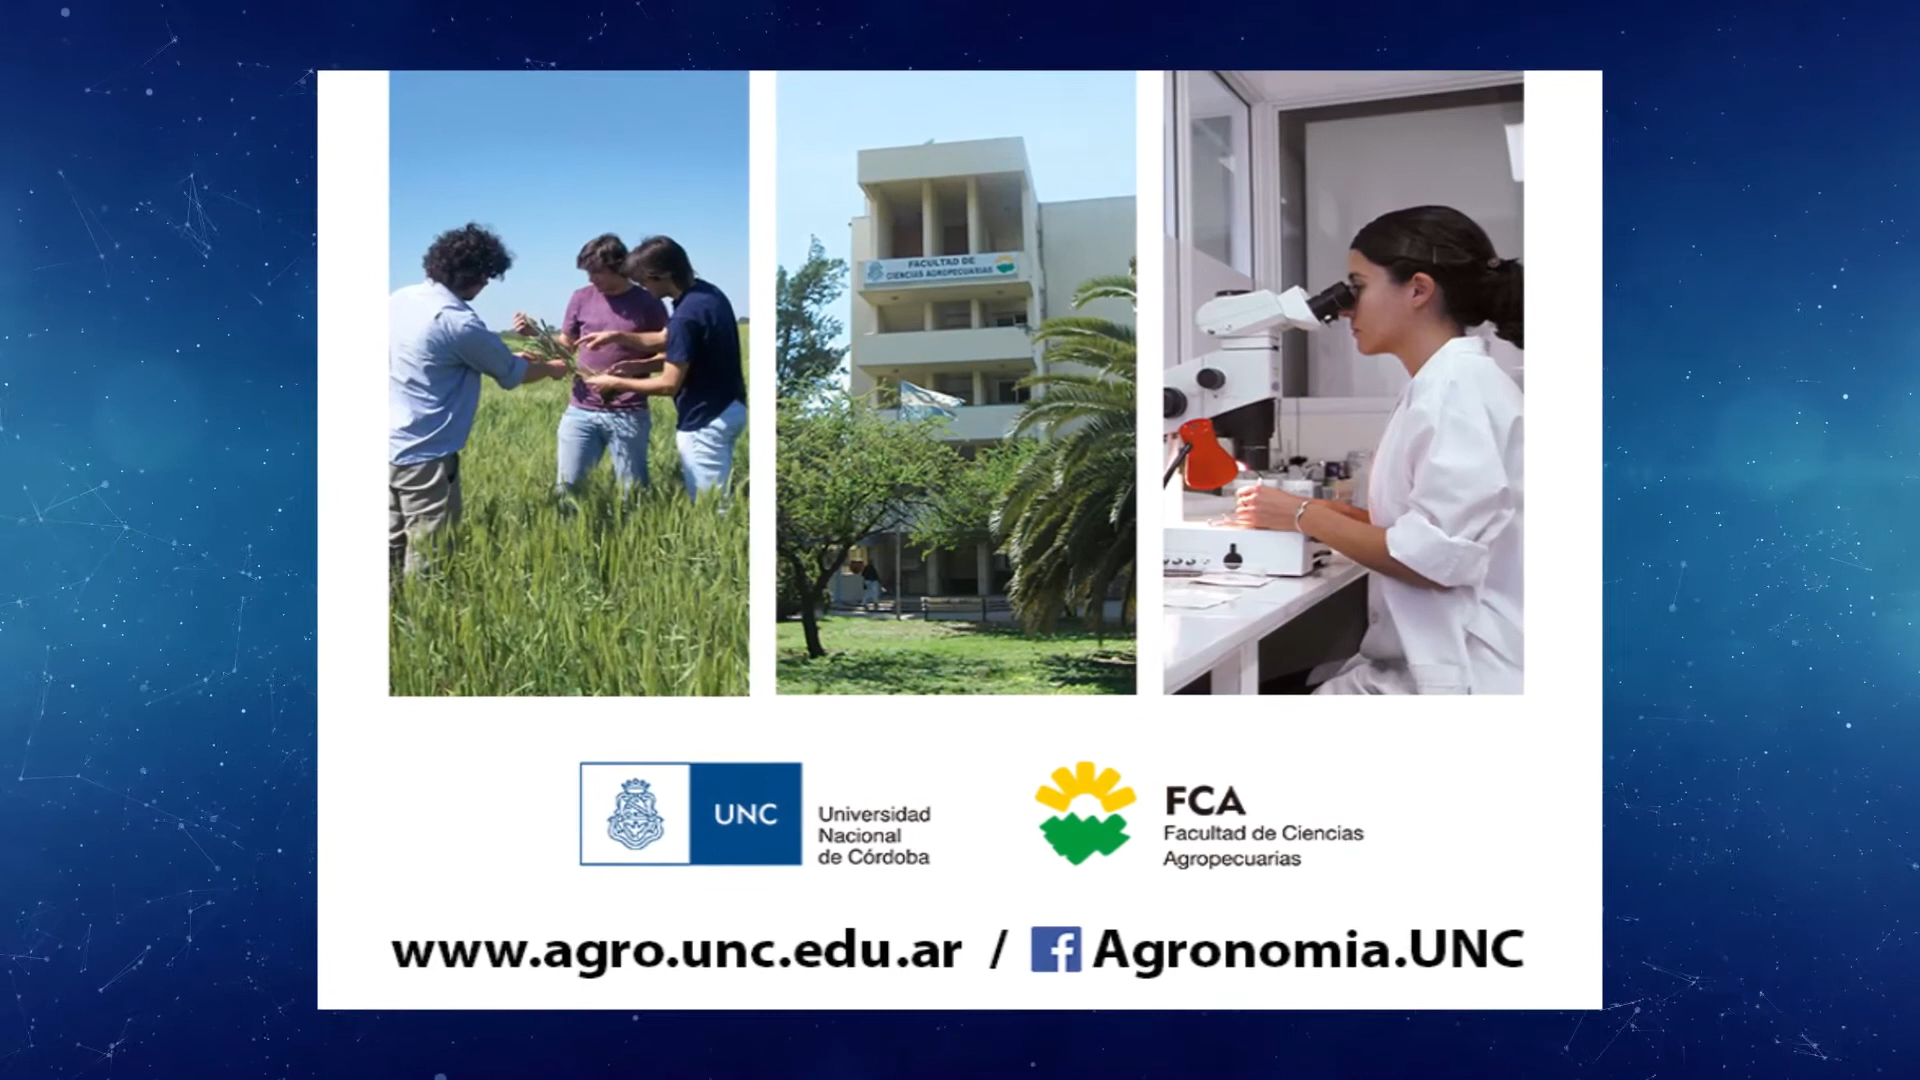 FACULTAD DE
CIENCIAS AGROPECUARIAS
UNC
Universidad
Nacional
de Córdoba
FCA
Facultad de Ciencias
Agropecuarias
www.agro.unc.edu.ar / f Agronomia.UNC